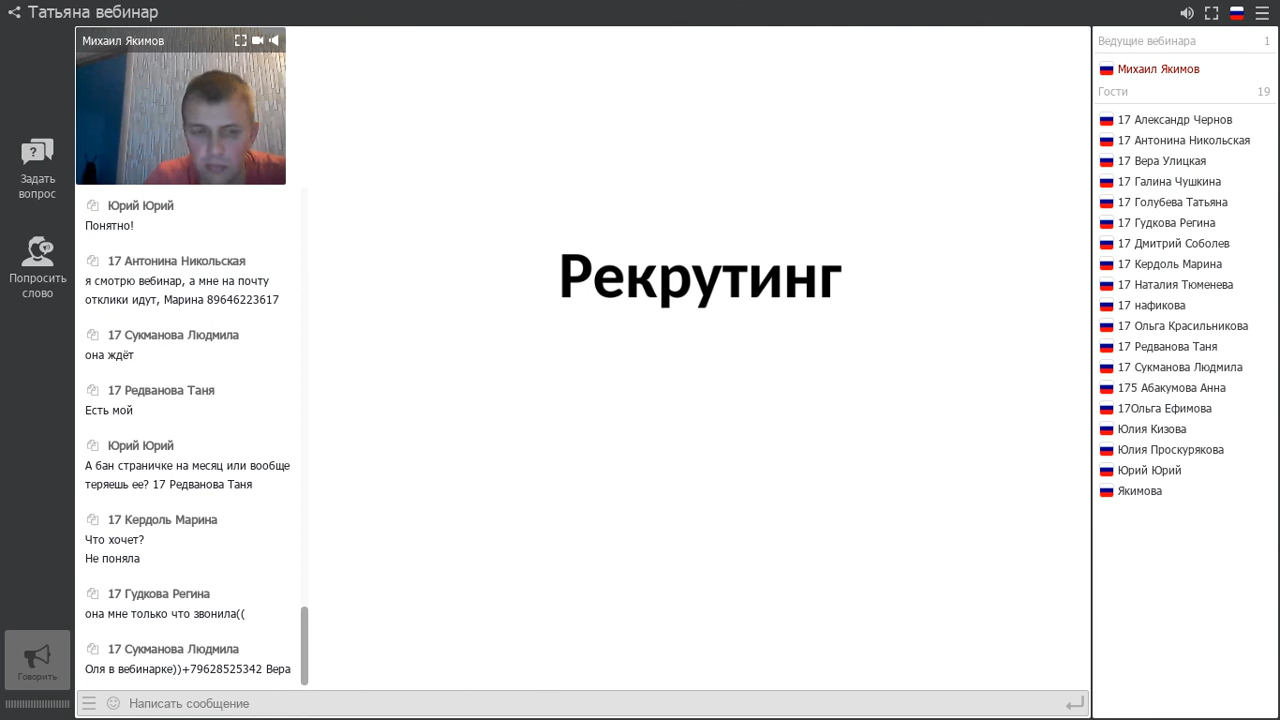 Татьяна вебинар
Михаил Якимов
Задать
вопрос
Попросить
слово
Говорить
Юрий Юрий
Понятно!
17 Антонина Никольская
я смотрю вебинар, а мне на почту
отклики идут, Марина 89646223617
17 Сукманова Людмила
она ждёт
17 Редванова Таня
Есть мой
Юрий Юрий
А бан страничке на месяц или вообще
теряешь ее? 17 Редванова Таня
17 Кердоль Марина
Что хочет?
Не поняла
17 Гудкова Регина
она мне только что звонила((
17 Сукманова Людмила
Оля в вебинарке))+79628525342 Вера
Написать сообщение
Рекрутинг
Ведущие вебинара 1
Михаил Якимов
Гости 19
17 Александр Чернов
17 Антонина Никольская
17 Вера Улицкая
17 Галина Чушкина
17 Голубева Татьяна
17 Гудкова Регина
17 Дмитрий Соболев
17 Кердоль Марина
17 Наталия Тюменева
17 нафикова
17 Ольга Красильникова
17 Редванова Таня
17 Сукманова Людмила
175 Абакумова Анна
17Ольга Ефимова
Юлия Кизова
Юлия Проскурякова
Юрий Юрий
Якимова